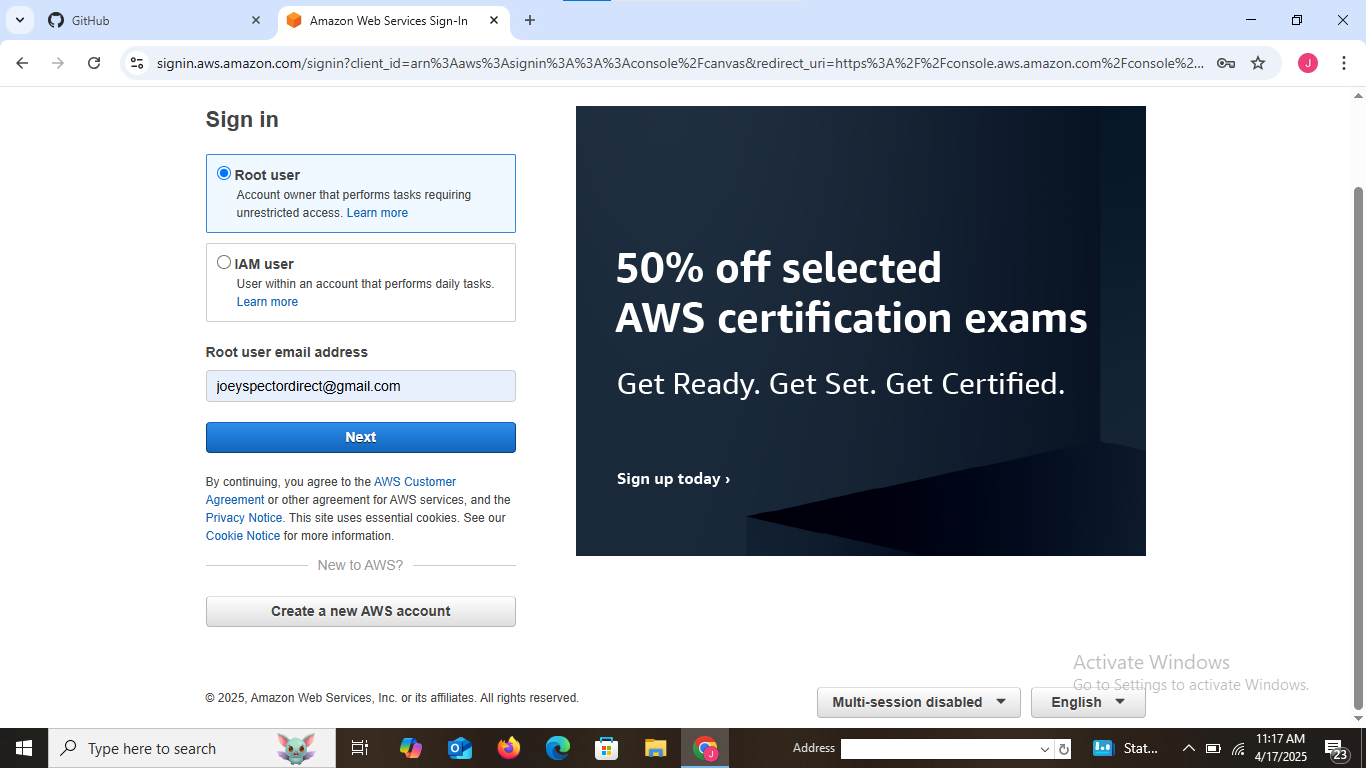 GitHub
Amazon Web Services Sign-In
signin.aws.amazon.com/signin?client_id=arn%3Aaws%3Asignin%3A%3A%3Aconsole%2Fcanvas&redirect_uri=https%3A%2F%2Fconsole.aws.amazon.com%2Fconsole%2...
J
Sign in
Root user
Account owner that performs tasks requiring
unrestricted access. Learn more
IAM user
User within an account that performs daily tasks.
Learn more
Root user email address
joeyspectordirect@gmail.com
Next
By continuing, you agree to the AWS Customer
Agreement or other agreement for AWS services, and the
Privacy Notice. This site uses essential cookies. See our
Cookie Notice for more information.
New to AWS?
Create a new AWS account
50% off selected
AWS certification exams
Get Ready. Get Set. Get Certified.
Sign up today ›
Activate Windows
Go to Settings to activate Windows.
© 2025, Amazon Web Services, Inc. or its affiliates. All rights reserved.
Multi-session disabled
English
Type here to search
J
Address
Stat...
11:17 AM
4/17/2025
23